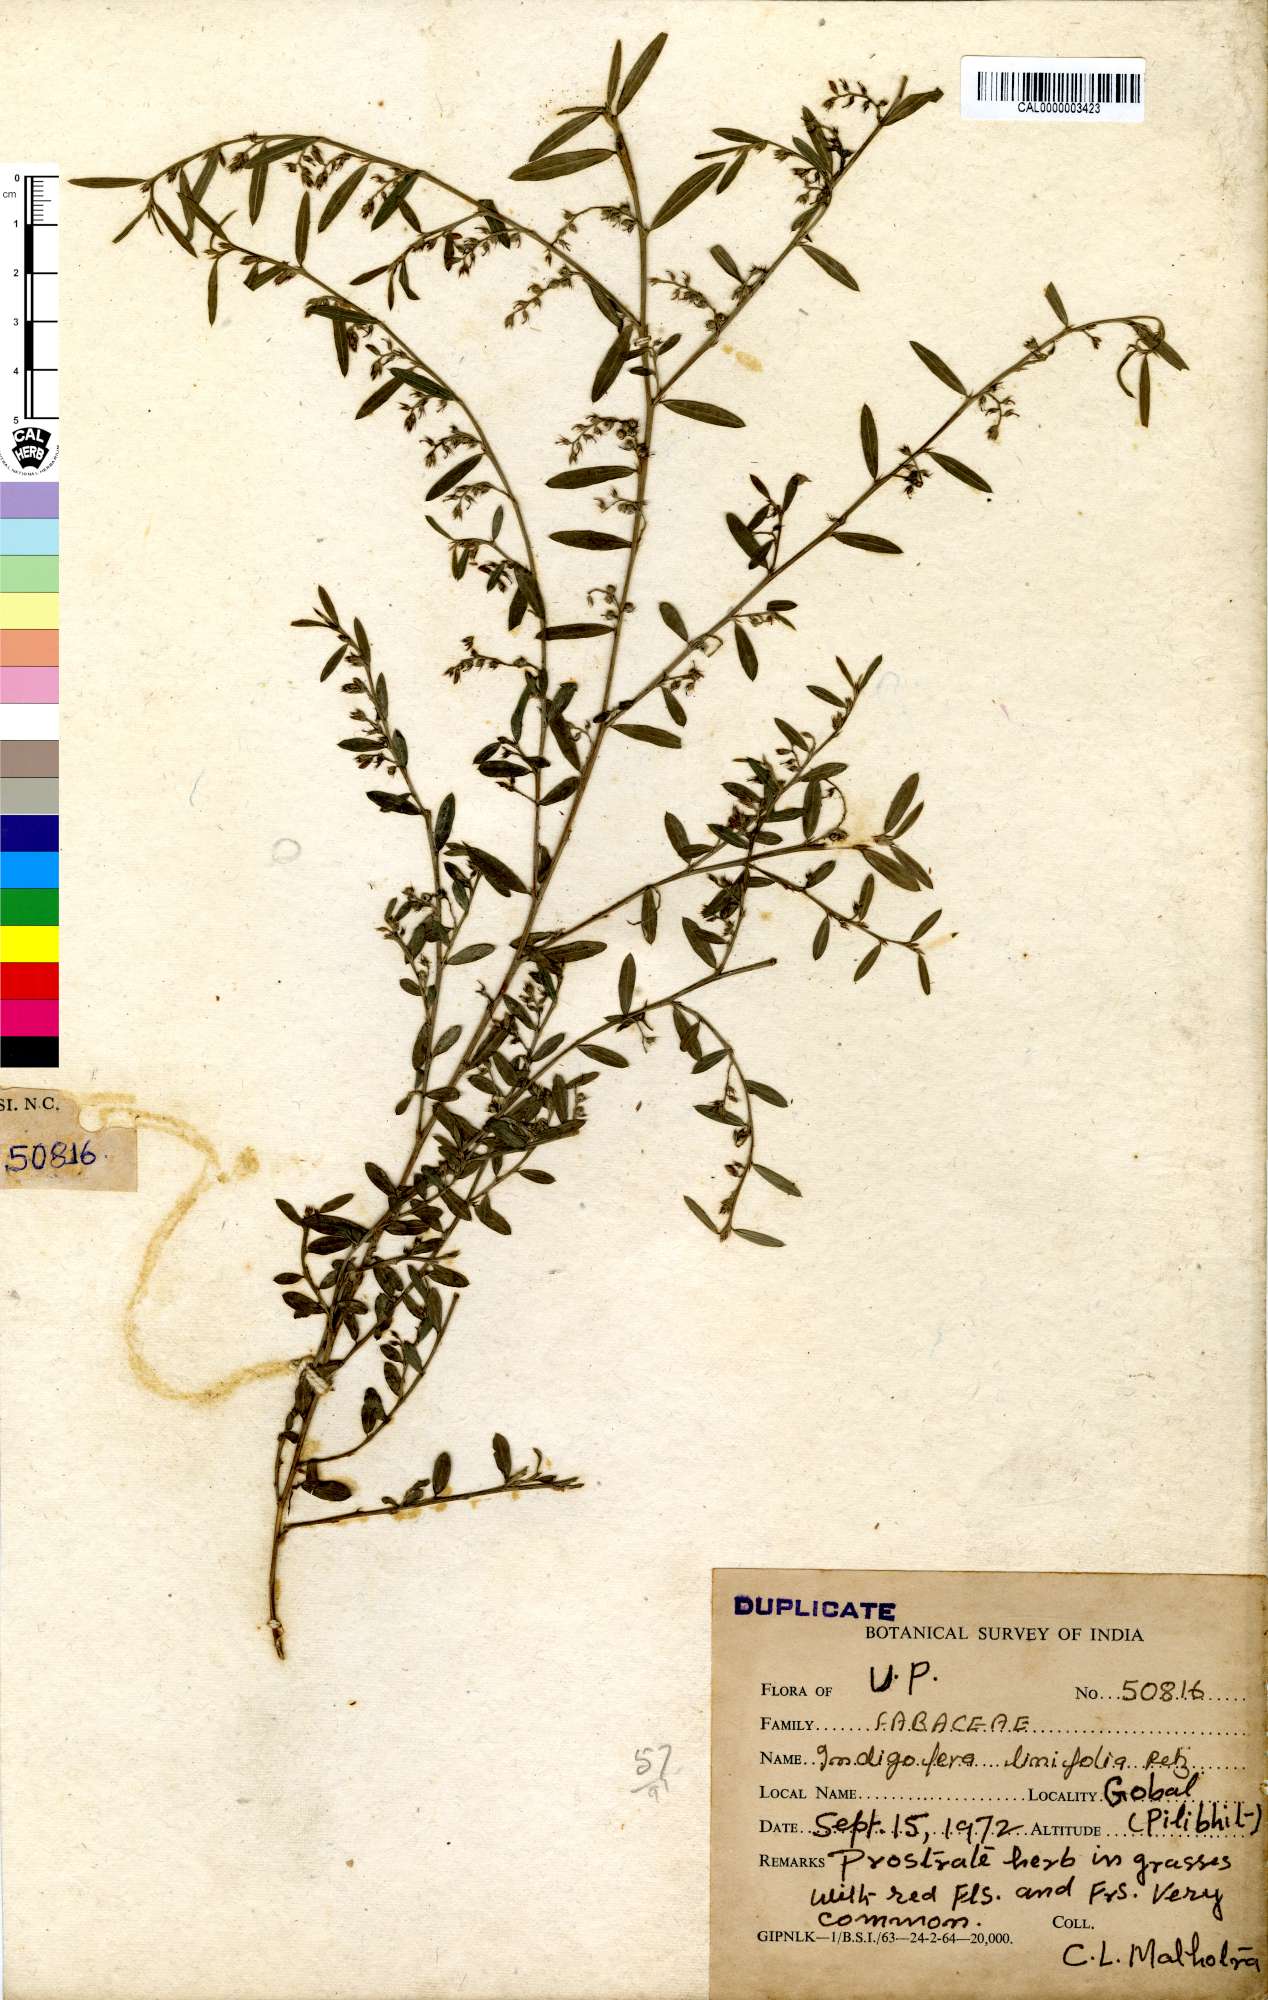 CAL0000003423
0
cm
1
2
3
4
5
CAL
HERB
SI. N.C.
50816
57
DUPLICATE
BOTANICAL SURVEY OF INDIA
FLORA OF U.P. No. 50816
FAMILY FABACEAE
NAME Indigofera linifolia Retz
LOCAL NAME LOCALITY Gobal
DATE Sept. 15, 1972 ALTITUDE (Pilibhit)
REMARKS Prostrate herb in grasses
with red Fls. and Frs. Very
common. COLL.
GIPNLK—1/B.S.I./63—24-2-64—20,000.
C.L. Malhotra